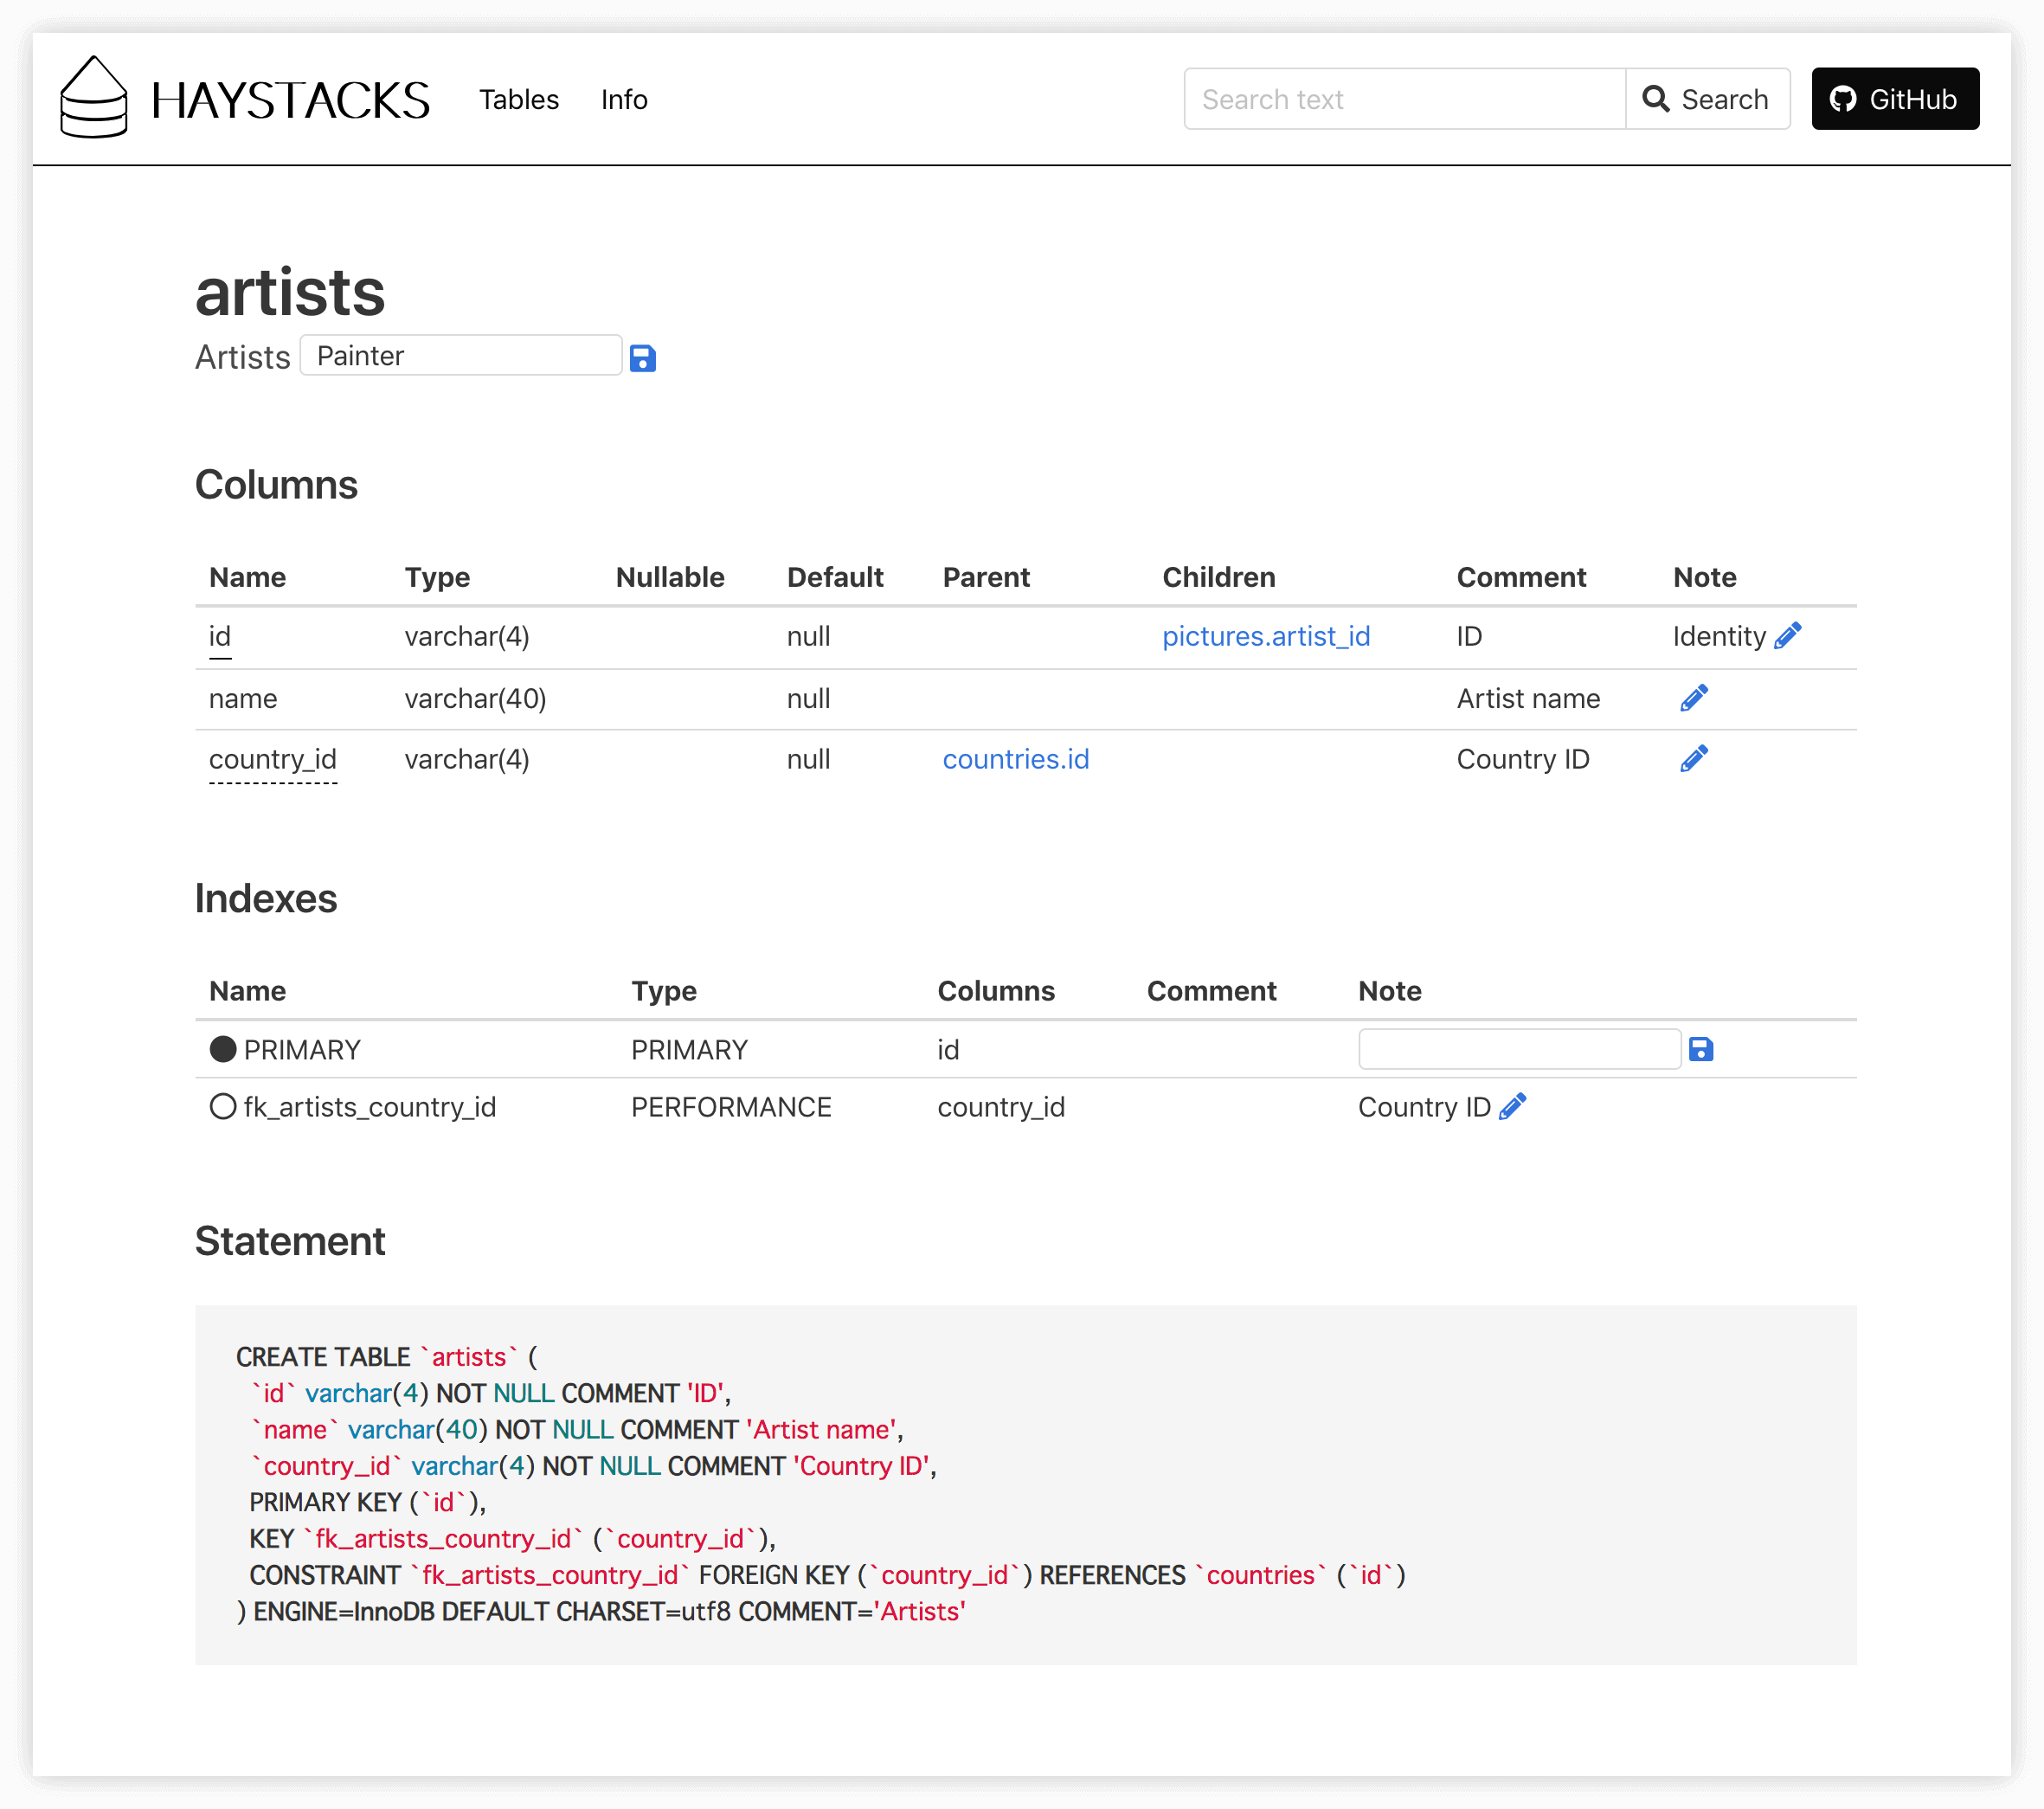 HAYSTACKS Tables Info Search text Search GitHub
artists
Artists Painter
Columns
Name Type Nullable Default Parent Children Comment Note
id varchar(4) null pictures.artist_id ID Identity
name varchar(40) null Artist name
country_id varchar(4) null countries.id Country ID
Indexes
Name Type Columns Comment Note
PRIMARY PRIMARY id
fk_artists_country_id PERFORMANCE country_id Country ID
Statement
CREATE TABLE `artists` (
`id` varchar(4) NOT NULL COMMENT 'ID',
`name` varchar(40) NOT NULL COMMENT 'Artist name',
`country_id` varchar(4) NOT NULL COMMENT 'Country ID',
PRIMARY KEY (`id`),
KEY `fk_artists_country_id` (`country_id`),
CONSTRAINT `fk_artists_country_id` FOREIGN KEY (`country_id`) REFERENCES `countries` (`id`)
) ENGINE=InnoDB DEFAULT CHARSET=utf8 COMMENT='Artists'